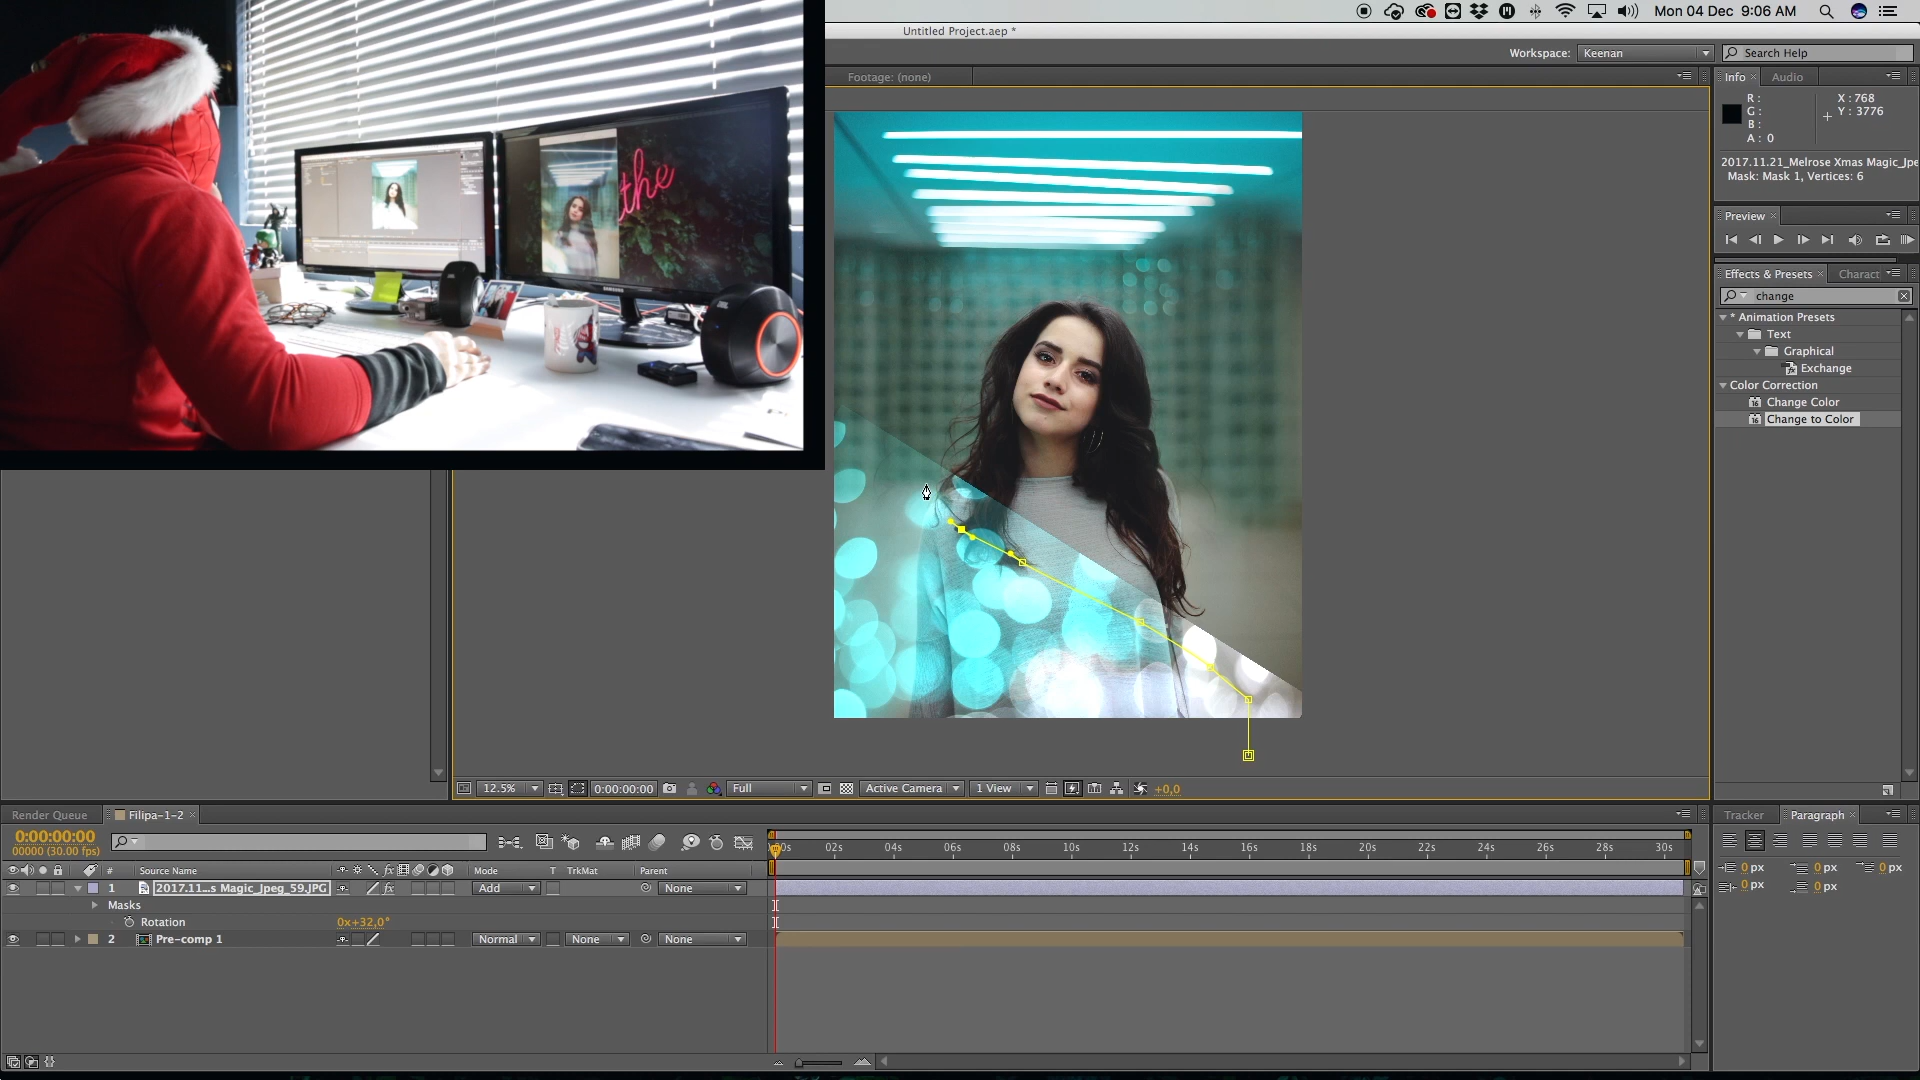 Mon 04 Dec 9:06 AM
Untitled Project.aep *
Workspace: Keenan
Search Help
Footage: (none)
Info
Audio
R :
G :
B :
A : 0
X : 768
Y : 3776
2017.11.21_Melrose Xmas Magic_Jpe
Mask: Mask 1, Vertices: 6
Preview
Effects & Presets
Charact
change
* Animation Presets
Text
Graphical
Exchange
Color Correction
Change Color
Change to Color
the
SAMSUNG
12.5%
0:00:00:00
Full
Active Camera
1 View
+0,0
Render Queue
Filipa-1-2
0:00:00:00
00000 (30.00 fps)
# Source Name
Mode
T TrkMat
Parent
02s 04s 06s 08s 10s 12s 14s 16s 18s 20s 22s 24s 26s 28s 30s
1 [2017.11...s Magic_Jpeg_59.JPG]
Add
None
Masks
Rotation
0x+32,0°
2 Pre-comp 1
Normal
None
None
Tracker
Paragraph
0 px
0 px
0 px
0 px
0 px